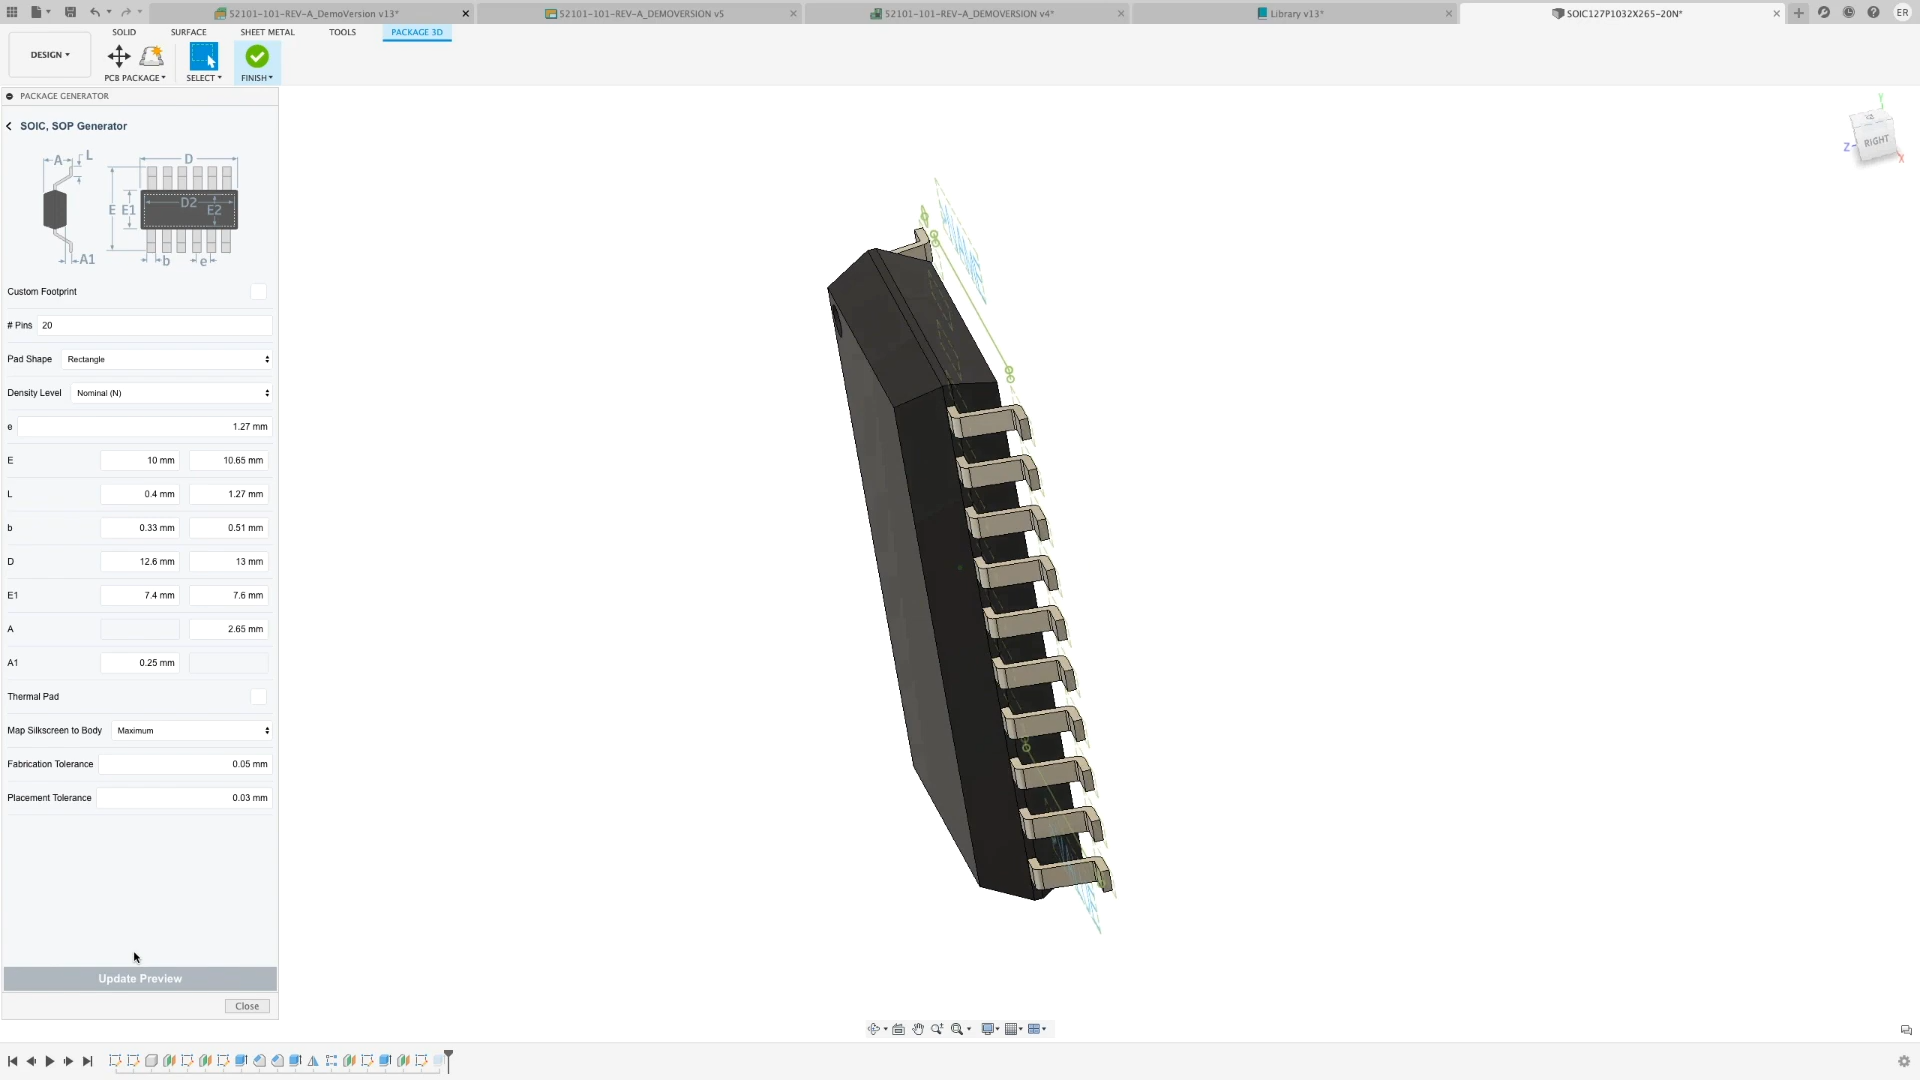 52101-101-REV-A_DemoVersion v13*
52101-101-REV-A_DEMOVERSION v5
52101-101-REV-A_DEMOVERSION v4*
Library v13*
SOIC127P1032X265-20N*
ER
SOLID SURFACE SHEET METAL TOOLS PACKAGE 3D
DESIGN
PCB PACKAGE SELECT FINISH
PACKAGE GENERATOR
SOIC, SOP Generator
A L D
E E1 D2 E2
A1 b e
Custom Footprint
# Pins 20
Pad Shape Rectangle
Density Level Nominal (N)
e 1.27 mm
E 10 mm 10.65 mm
L 0.4 mm 1.27 mm
b 0.33 mm 0.51 mm
D 12.6 mm 13 mm
E1 7.4 mm 7.6 mm
A 2.65 mm
A1 0.25 mm
Thermal Pad
Map Silkscreen to Body Maximum
Fabrication Tolerance 0.05 mm
Placement Tolerance 0.03 mm
Update Preview
Close
Y
Z RIGHT
X